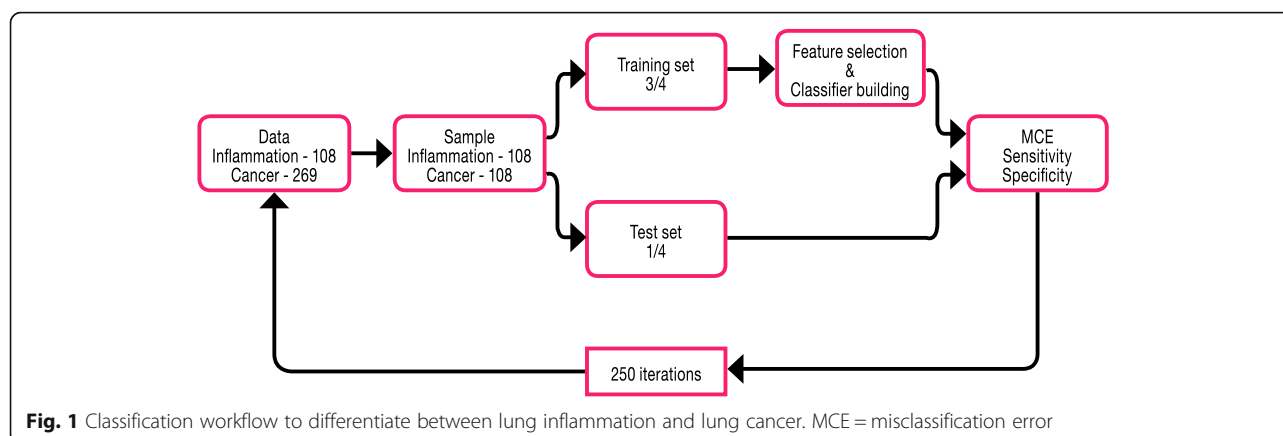 Data
Inflammation - 108
Cancer - 269
Sample
Inflammation - 108
Cancer - 108
Training set
3/4
Feature selection
&
Classifier building
Test set
1/4
MCE
Sensitivity
Specificity
250 iterations
Fig. 1 Classification workflow to differentiate between lung inflammation and lung cancer. MCE = misclassification error